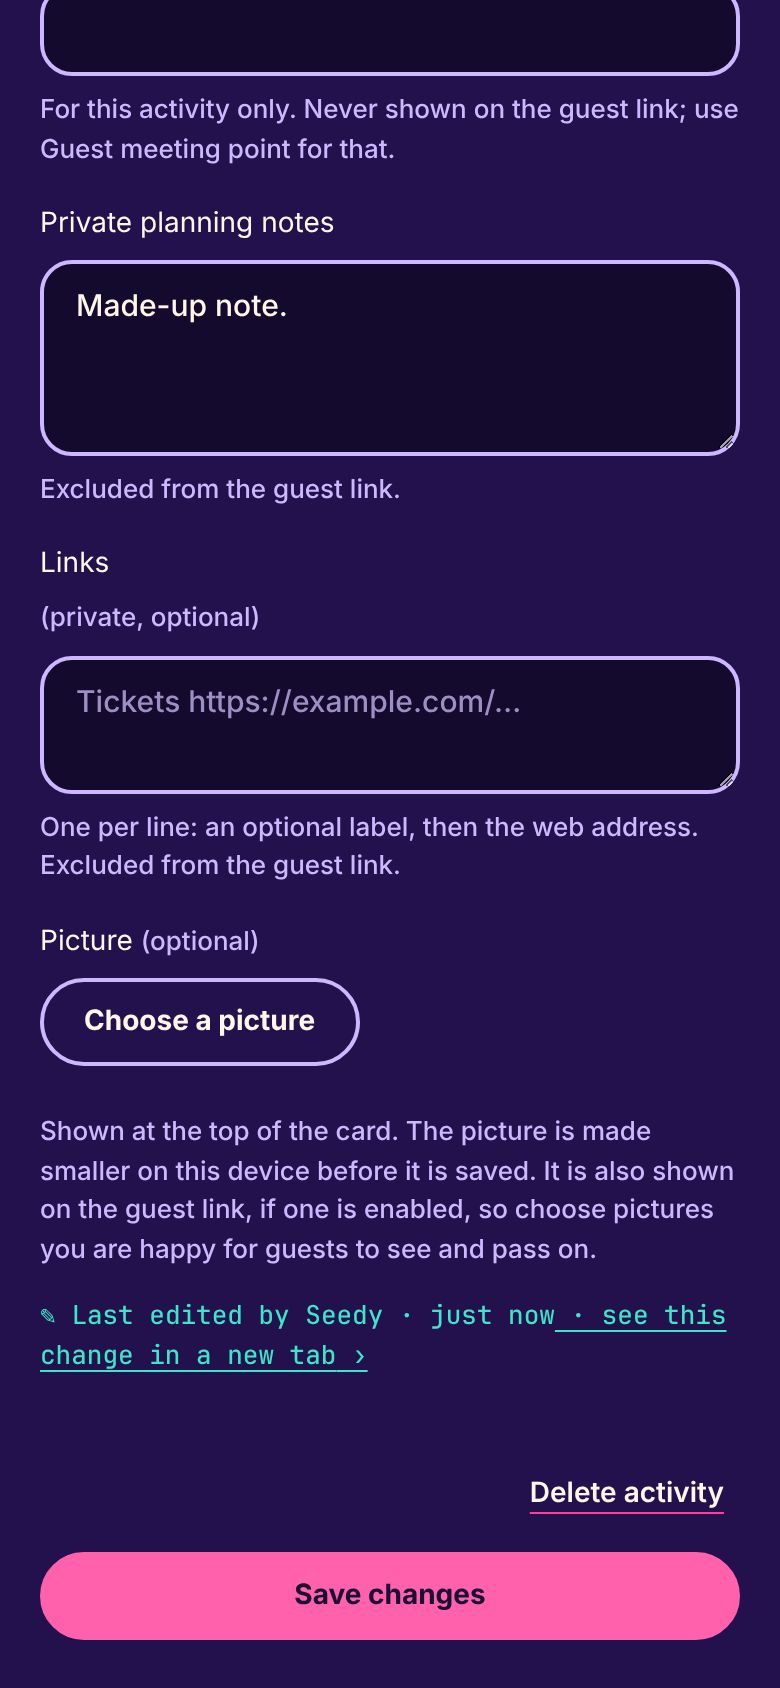 For this activity only. Never shown on the guest link; use
Guest meeting point for that.
Private planning notes
Made-up note.
Excluded from the guest link.
Links
(private, optional)
Tickets https://example.com/...
One per line: an optional label, then the web address.
Excluded from the guest link.
Picture (optional)
Choose a picture
Shown at the top of the card. The picture is made
smaller on this device before it is saved. It is also shown
on the guest link, if one is enabled, so choose pictures
you are happy for guests to see and pass on.
✎ Last edited by Seedy · just now · see this
change in a new tab ›
Delete activity
Save changes